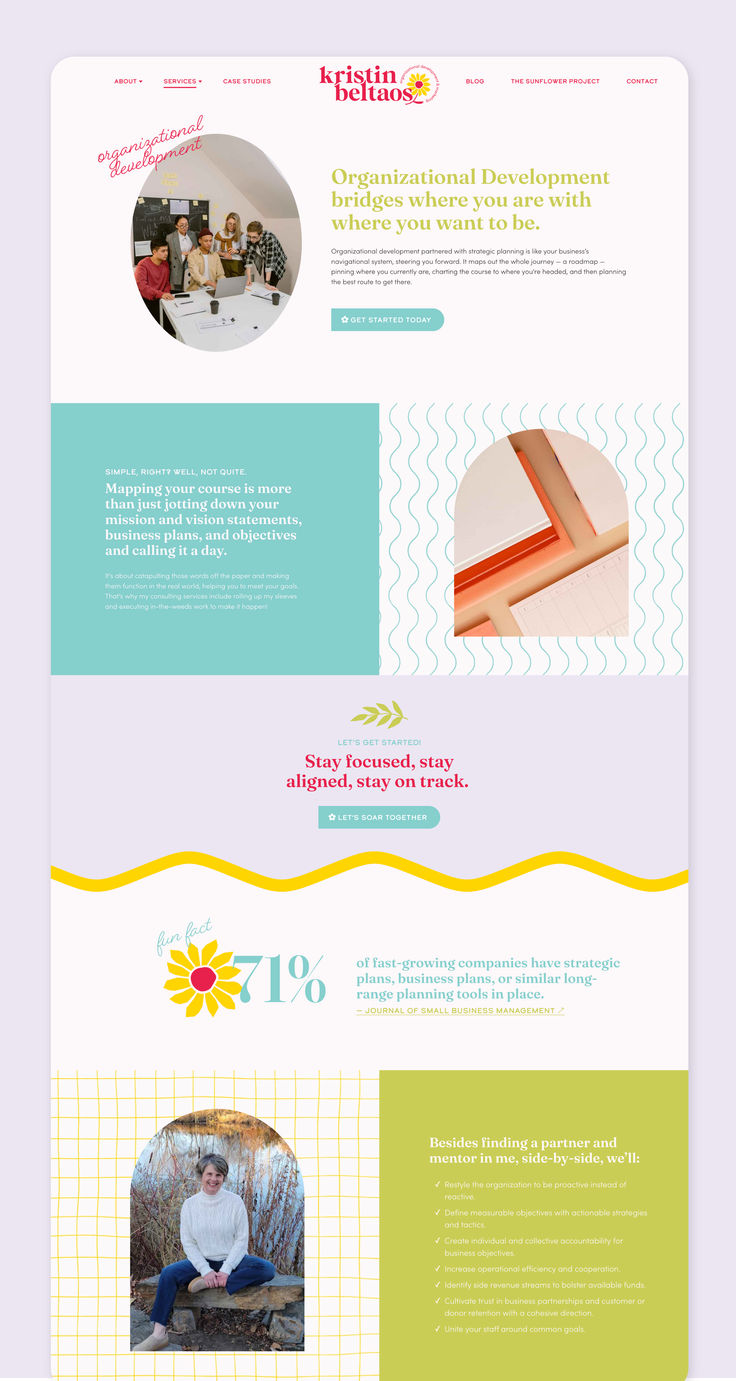 ABOUT
SERVICES
CASE STUDIES
kristin
beltaos
BLOG
THE SUNFLOWER PROJECT
CONTACT
organizational
development
Organizational Development
bridges where you are with
where you want to be.
Organizational development partnered with strategic planning is like your business's
navigational system, steering you forward. It maps out the whole journey — a roadmap —
pinning where you currently are, charting the course to where you're headed, and then planning
the best route to get there.
GET STARTED TODAY
SIMPLE, RIGHT? WELL, NOT QUITE.
Mapping your course is more
than just jotting down your
mission and vision statements,
business plans, and objectives
and calling it a day.
It's about catapulting those words off the paper and making
them function in the real world, helping you to meet your goals.
That's why my consulting services include rolling up my sleeves
and executing in-the-weeds work to make it happen!
LET'S GET STARTED!
Stay focused, stay
aligned, stay on track.
LET'S SOAR TOGETHER
fun fact
71%
of fast-growing companies have strategic
plans, business plans, or similar long-
range planning tools in place.
— JOURNAL OF SMALL BUSINESS MANAGEMENT ↗
Besides finding a partner and
mentor in me, side-by-side, we'll:
✓ Restyle the organization to be proactive instead of
reactive.
✓ Define measurable objectives with actionable strategies
and tactics.
✓ Create individual and collective accountability for
business objectives.
✓ Increase operational efficiency and cooperation.
✓ Identify side revenue streams to bolster available funds.
✓ Cultivate trust in business partnerships and customer or
donor retention with a cohesive direction.
✓ Unite your staff around common goals.